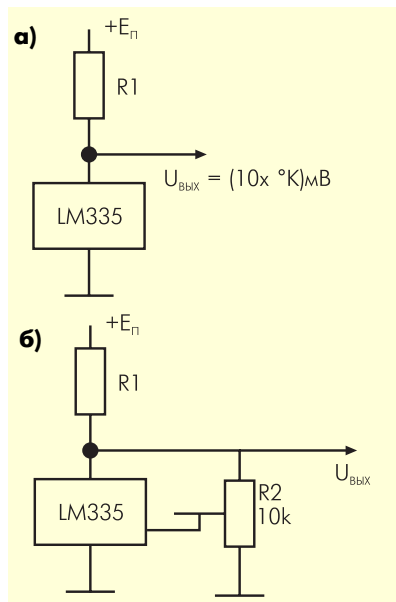 а)
+Eп
R1
Uвых = (10x °K)мВ
LM335
б)
+Eп
R1
Uвых
LM335
R2
10k